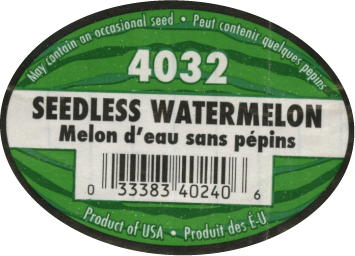 May contain an occasional seed • Peut contenir quelques pepins
4032
SEEDLESS WATERMELON
Melon d'eau sans pépins
0 33383 40240 6
Product of USA • Produit des É-U